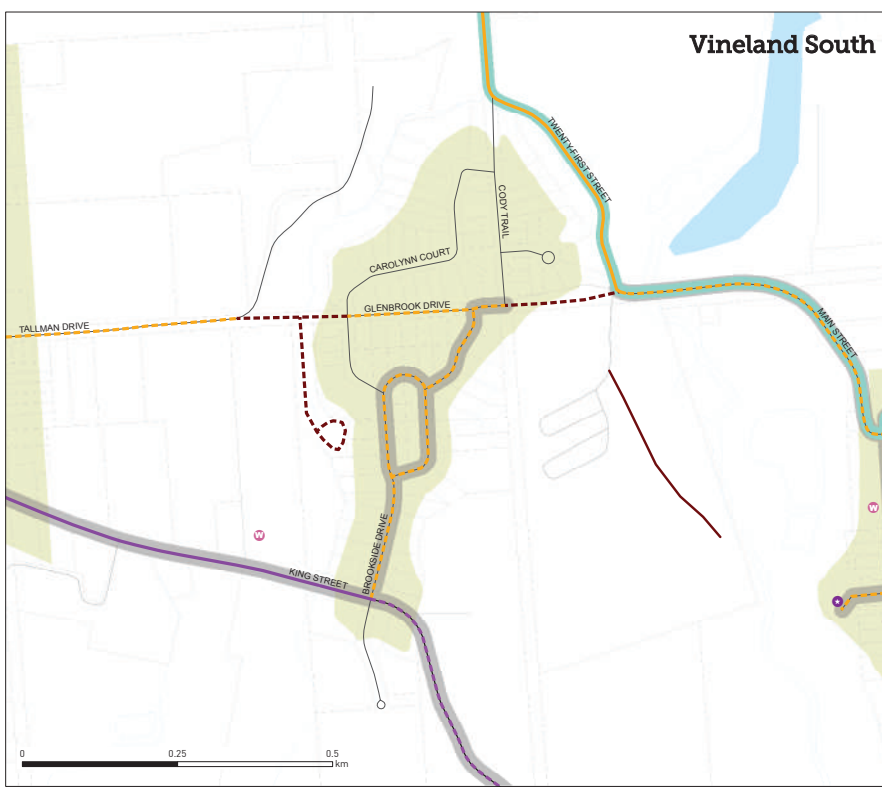 Vineland South
TWENTY-FIRST STREET
CODY TRAIL
CAROLYNN COURT
GLENBROOK DRIVE
TALLMAN DRIVE
MAIN STREET
W
W
BROOKSIDE DRIVE
KING STREET
0 0.25 0.5
km